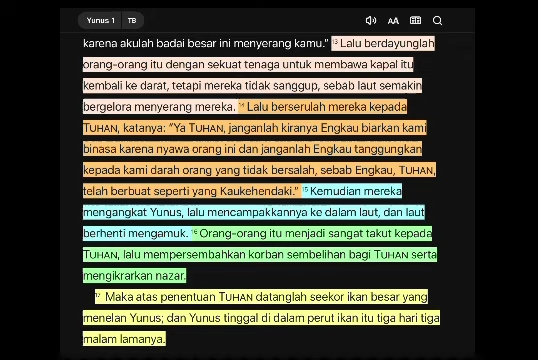 Yunus 1 TB AA
karena akulah badai besar ini menyerang kamu." 13 Lalu berdayunglah
orang-orang itu dengan sekuat tenaga untuk membawa kapal itu
kembali ke darat, tetapi mereka tidak sanggup, sebab laut semakin
bergelora menyerang mereka. 14 Lalu berserulah mereka kepada
TUHAN, katanya: "Ya TUHAN, janganlah kiranya Engkau biarkan kami
binasa karena nyawa orang ini dan janganlah Engkau tanggungkan
kepada kami darah orang yang tidak bersalah, sebab Engkau, TUHAN,
telah berbuat seperti yang Kaukehendaki." 15 Kemudian mereka
mengangkat Yunus, lalu mencampakkannya ke dalam laut, dan laut
berhenti mengamuk. 16 Orang-orang itu menjadi sangat takut kepada
TUHAN, lalu mempersembahkan korban sembelihan bagi TUHAN serta
mengikrarkan nazar.
17 Maka atas penentuan TUHAN datanglah seekor ikan besar yang
menelan Yunus; dan Yunus tinggal di dalam perut ikan itu tiga hari tiga
malam lamanya.